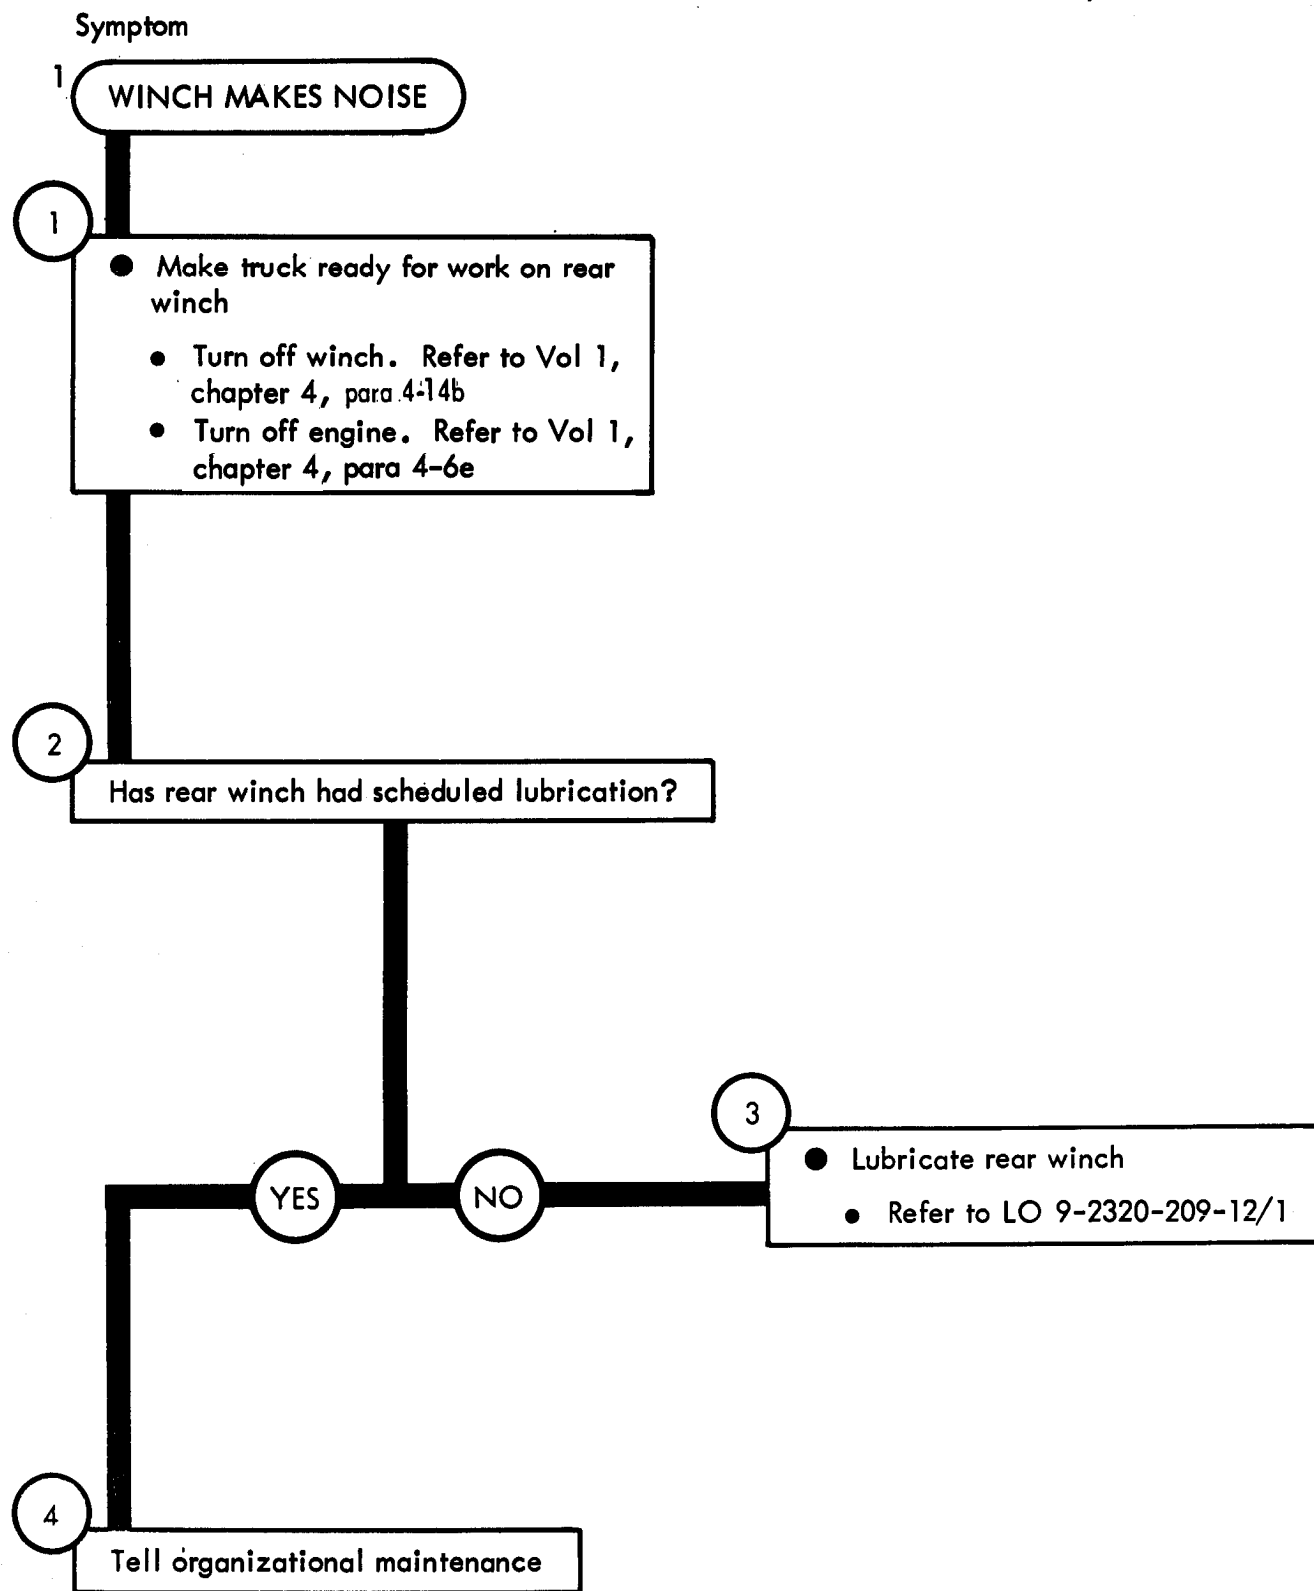 Symptom
1
WINCH MAKES NOISE
1
● Make truck ready for work on rear
winch
● Turn off winch. Refer to Vol 1,
chapter 4, para 4-14b
● Turn off engine. Refer to Vol 1,
chapter 4, para 4-6e
2
Has rear winch had scheduled lubrication?
YES
NO
3
● Lubricate rear winch
● Refer to LO 9-2320-209-12/1
4
Tell organizational maintenance